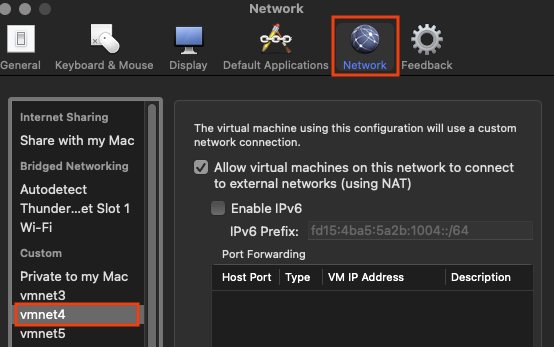 Network
General
Keyboard & Mouse
Display
Default Applications
Network
Feedback
Internet Sharing
Share with my Mac
Bridged Networking
Autodetect
Thunder...et Slot 1
Wi-Fi
Custom
Private to my Mac
vmnet3
vmnet4
vmnet5
The virtual machine using this configuration will use a custom
network connection.
Allow virtual machines on this network to connect
to external networks (using NAT)
Enable IPv6
IPv6 Prefix: fd15:4ba5:5a2b:1004::/64
Port Forwarding
Host Port Type VM IP Address Description